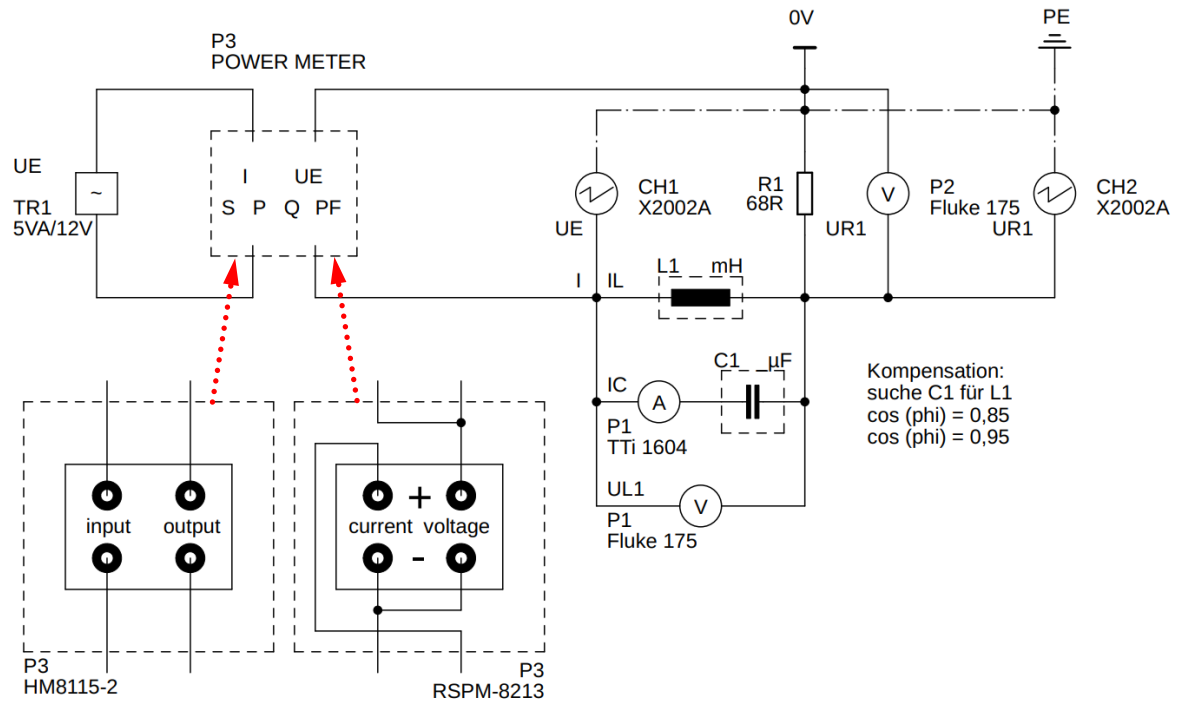 0V
PE
P3
POWER METER
UE
TR1
5VA/12V
~
I
UE
S P Q PF
CH1
X2002A
UE
R1
68R
V
UR1
P2
Fluke 175
UR1
CH2
X2002A
I
IL
L1
mH
C1
_µF
IC
A
P1
TTi 1604
UL1
V
P1
Fluke 175
Kompensation:
suche C1 für L1
cos (phi) = 0,85
cos (phi) = 0,95
input
output
+
current voltage
-
P3
HM8115-2
P3
RSPM-8213